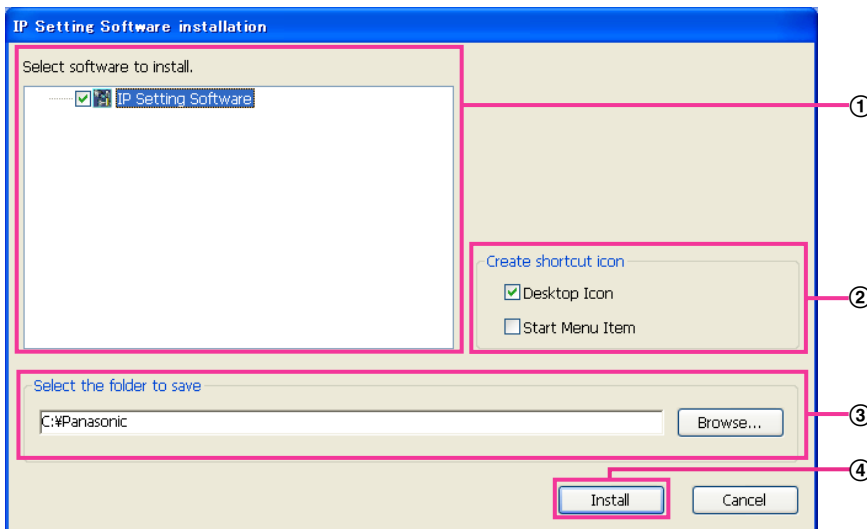 IP Setting Software installation
Select software to install.
IP Setting Software
①
Create shortcut icon
Desktop Icon
Start Menu Item
②
Select the folder to save
C:¥Panasonic
Browse...
③
④
Install
Cancel